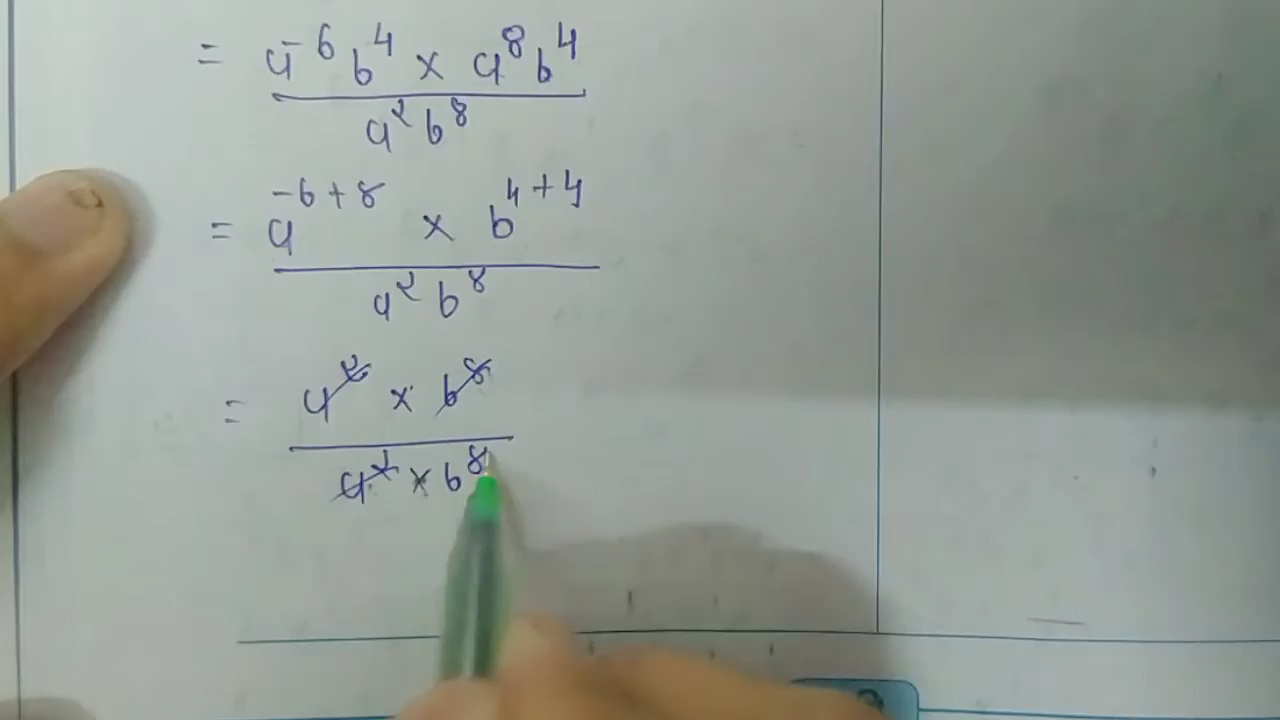 = a⁻⁶ b⁴ × a⁸ b⁴
a² b⁸
= a⁻⁶⁺⁸ × b⁴⁺⁴
a² b⁸
= a² × b⁸
a² × b⁸